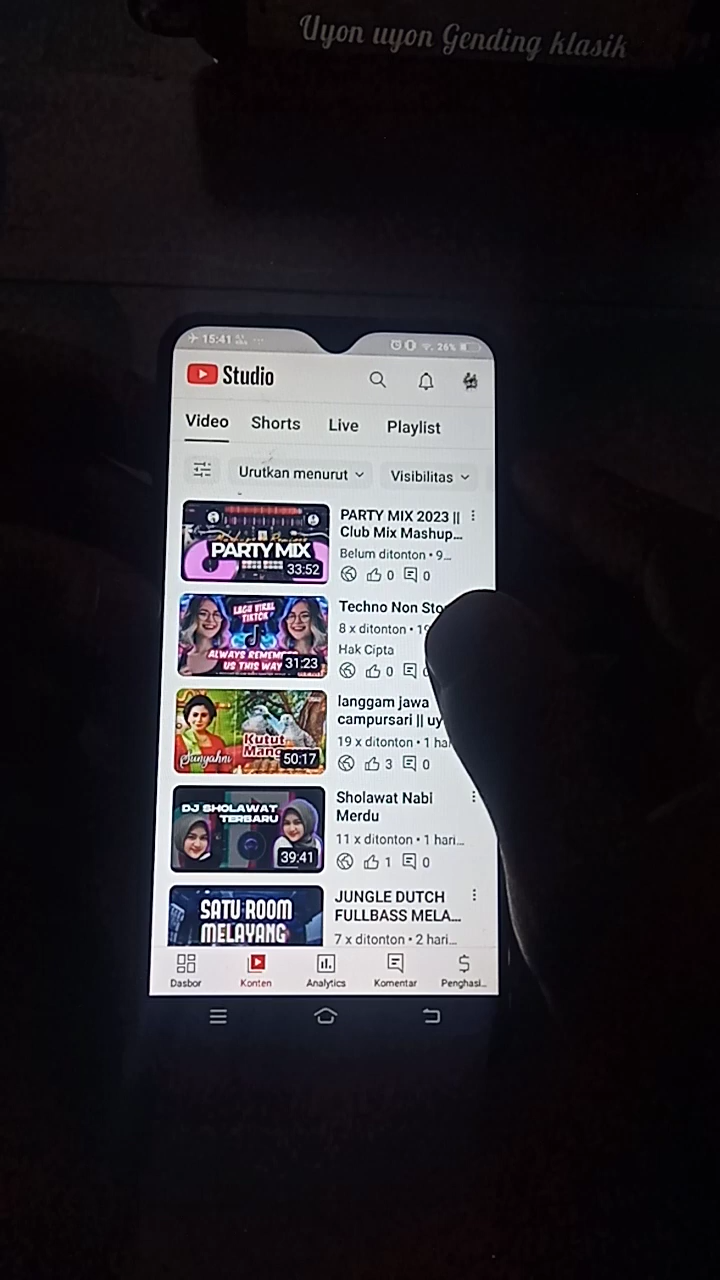 Uyon uyon Gending klasik
15:41
26%
Studio
Video Shorts Live Playlist
Urutkan menurut Visibilitas
PARTY MIX
33:52
PARTY MIX 2023 ||
Club Mix Mashup...
Belum ditonton • 9...
0 0
LAGU VIRAL
TIKTOK
ALWAYS REMEM
US THIS WAY
31:23
Techno Non Sto
8 x ditonton • 19
Hak Cipta
0
Sunyahni
Kutut
Mang
50:17
langgam jawa
campursari || uy
19 x ditonton • 1 ha
3 0
DJ SHOLAWAT
TERBARU
39:41
Sholawat Nabi
Merdu
11 x ditonton • 1 hari...
1 0
SATU ROOM
MELAYANG
JUNGLE DUTCH
FULLBASS MELA...
7 x ditonton • 2 hari...
Dasbor Konten Analytics Komentar Penghasi...